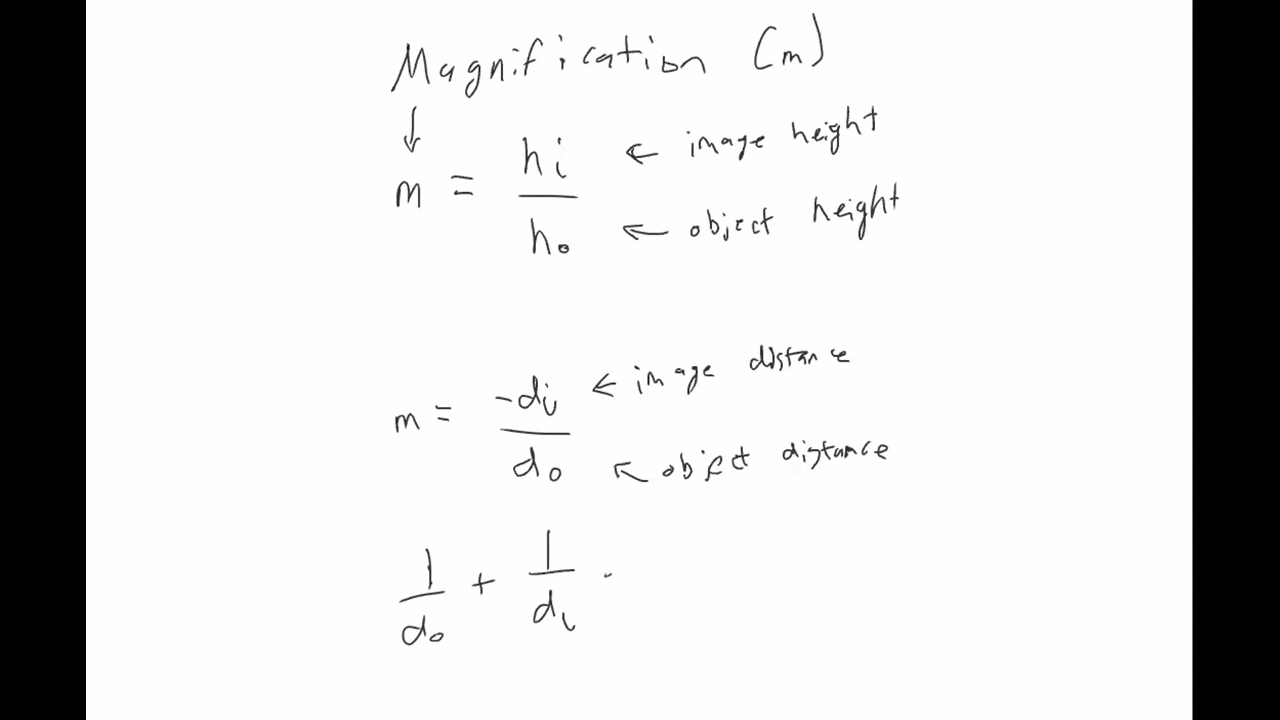 Magnification (m)
↓
m = hi / ho ← image height
← object height
m = -di / do ← image distance
↖ object distance
1/do + 1/di